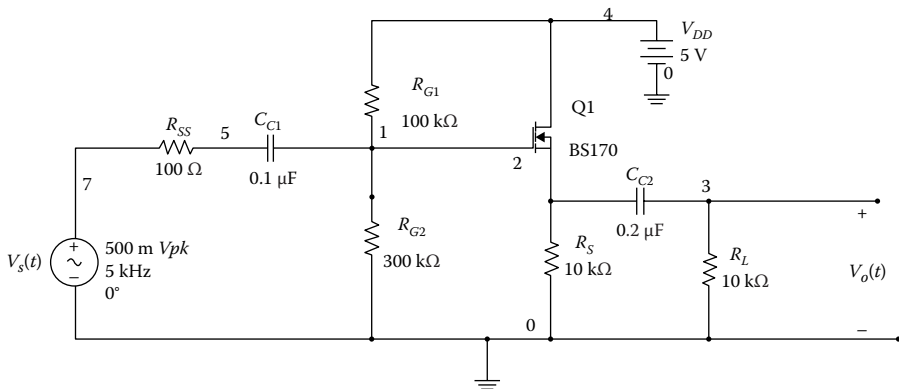 4
V_DD
5 V
0
R_G1
100 kΩ
Q1
BS170
R_SS
100 Ω
5
C_C1
0.1 µF
1
2
7
C_C2
0.2 µF
3
+
V_s(t)
+
−
500 m Vpk
5 kHz
0°
R_G2
300 kΩ
R_S
10 kΩ
R_L
10 kΩ
V_o(t)
0
−